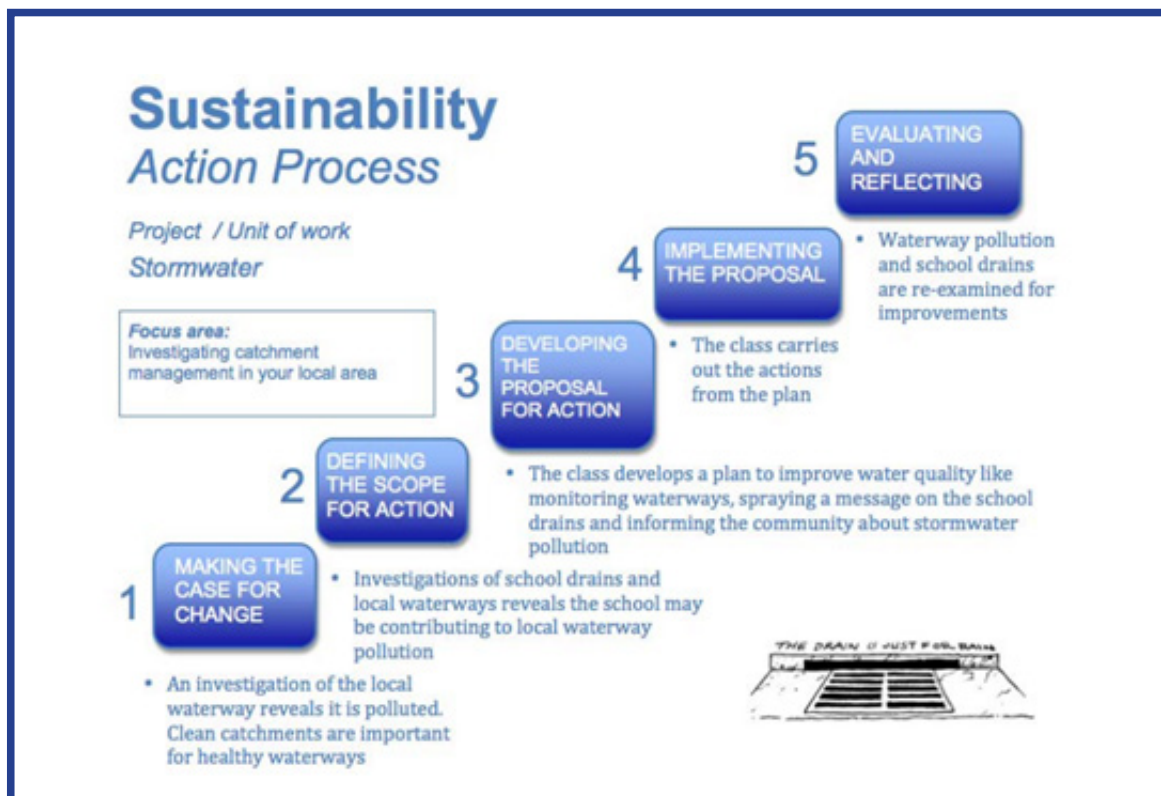 Sustainability
Action Process
Project / Unit of work
Stormwater
Focus area:
Investigating catchment
management in your local area
1
MAKING THE
CASE FOR
CHANGE
• An investigation of the local
waterway reveals it is polluted.
Clean catchments are important
for healthy waterways
2
DEFINING
THE SCOPE
FOR ACTION
• Investigations of school drains and
local waterways reveals the school may
be contributing to local waterway
pollution
3
DEVELOPING
THE
PROPOSAL
FOR ACTION
• The class develops a plan to improve water quality like
monitoring waterways, spraying a message on the school
drains and informing the community about stormwater
pollution
4
IMPLEMENTING
THE PROPOSAL
• The class carries
out the actions
from the plan
5
EVALUATING
AND
REFLECTING
• Waterway pollution
and school drains
are re-examined for
improvements
THE DRAIN IS JUST FOR RAIN